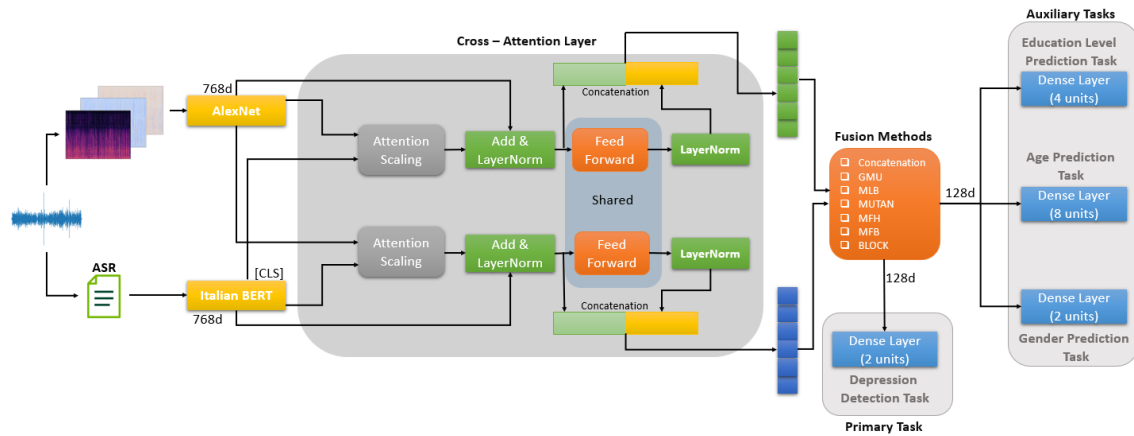 Auxiliary Tasks
Cross – Attention Layer
Education Level
Prediction Task
768d
Dense Layer
(4 units)
AlexNet
Concatenation
Attention
Scaling
Add &
LayerNorm
Feed
Forward
LayerNorm
Fusion Methods
Concatenation
GMU
MLB
MUTAN
MFH
MFB
BLOCK
128d
Age Prediction
Task
Dense Layer
(8 units)
Shared
Attention
Scaling
Add &
LayerNorm
Feed
Forward
LayerNorm
ASR
[CLS]
Italian BERT
768d
Concatenation
128d
Dense Layer
(2 units)
Gender Prediction
Task
Dense Layer
(2 units)
Depression
Detection Task
Primary Task